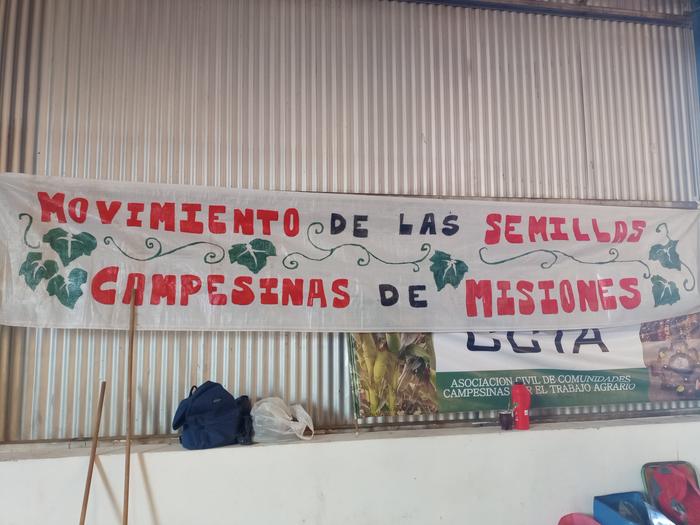 MOVIMIENTO DE LAS SEMILLAS
CAMPESINAS DE MISIONES
ASOCIACION CIVIL DE COMUNIDADES
CAMPESINAS POR EL TRABAJO AGRARIO